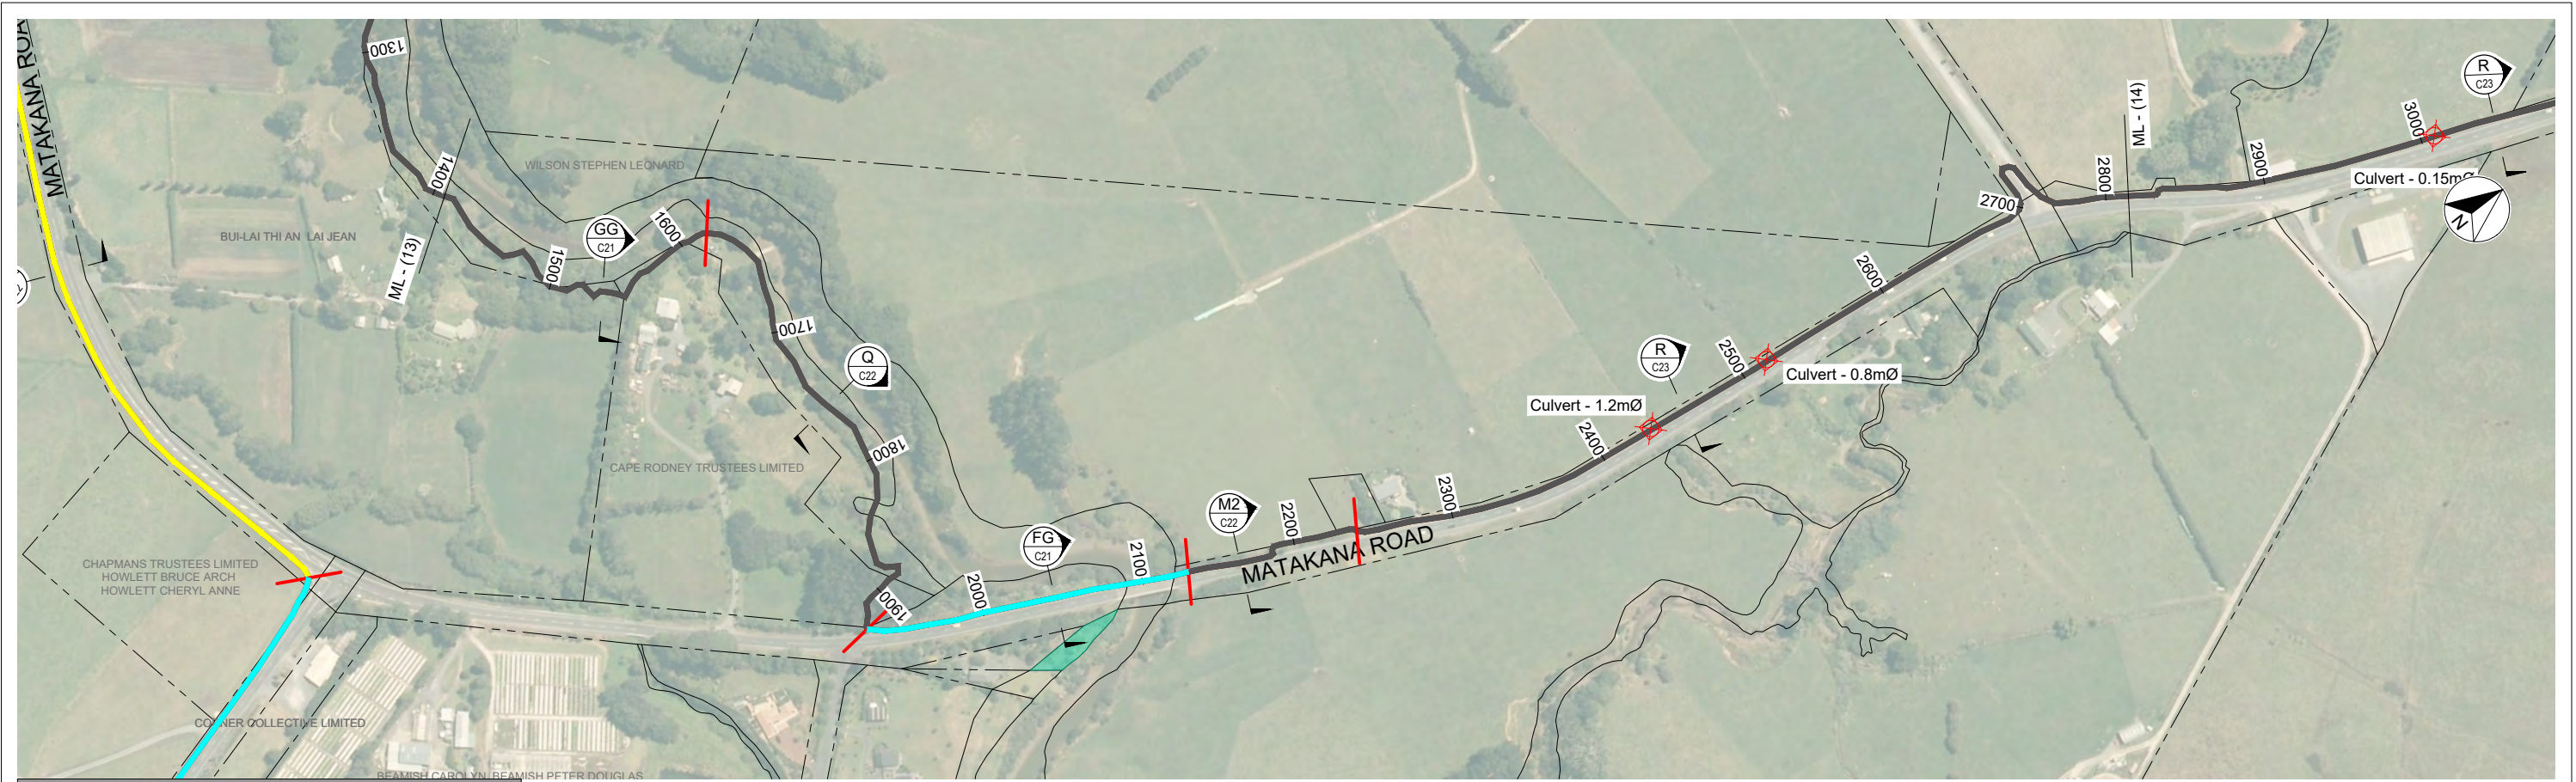 MATAKANA ROA
1300
WILSON STEPHEN LEONARD
1400
BUI-LAI THI AN LAI JEAN
ML - (13)
GG
C21
1500
1600
1700
Q
C22
1800
CAPE RODNEY TRUSTEES LIMITED
1900
CHAPMANS TRUSTEES LIMITED
HOWLETT BRUCE ARCH
HOWLETT CHERYL ANNE
CORNER COLLECTIVE LIMITED
BEAMISH CAROLYN, BEAMISH PETER DOUGLAS
FG
C21
2000
2100
M2
C22
2200
MATAKANA ROAD
2300
Culvert - 1.2mØ
2400
R
C23
2500
Culvert - 0.8mØ
2600
2700
2800
ML - (14)
2900
Culvert - 0.15mØ
3000
R
C23
N